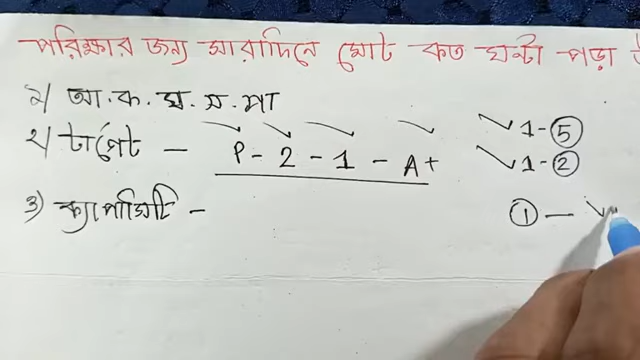 পরিক্ষার জন্য সারাদিনে মোট কত ঘন্টা পড়া
১) আ.ক.ঘ.ম.মা
২) টার্গেট - P - 2 - 1 - A+
1 - 5
1 - 2
৩) ক্যাপাসিটি -
1 -